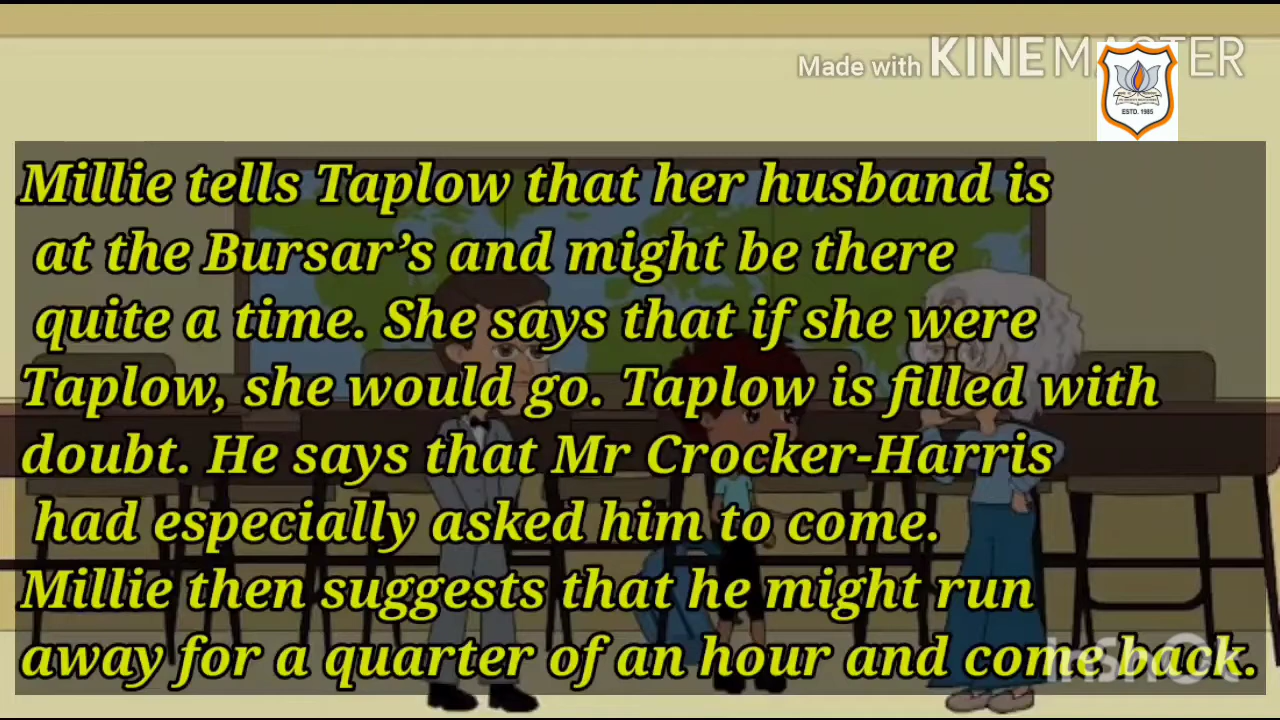 Made with KINEMASTER
ESTD. 1985
Millie tells Taplow that her husband is
at the Bursar's and might be there
quite a time. She says that if she were
Taplow, she would go. Taplow is filled with
doubt. He says that Mr Crocker-Harris
had especially asked him to come.
Millie then suggests that he might run
away for a quarter of an hour and come back.